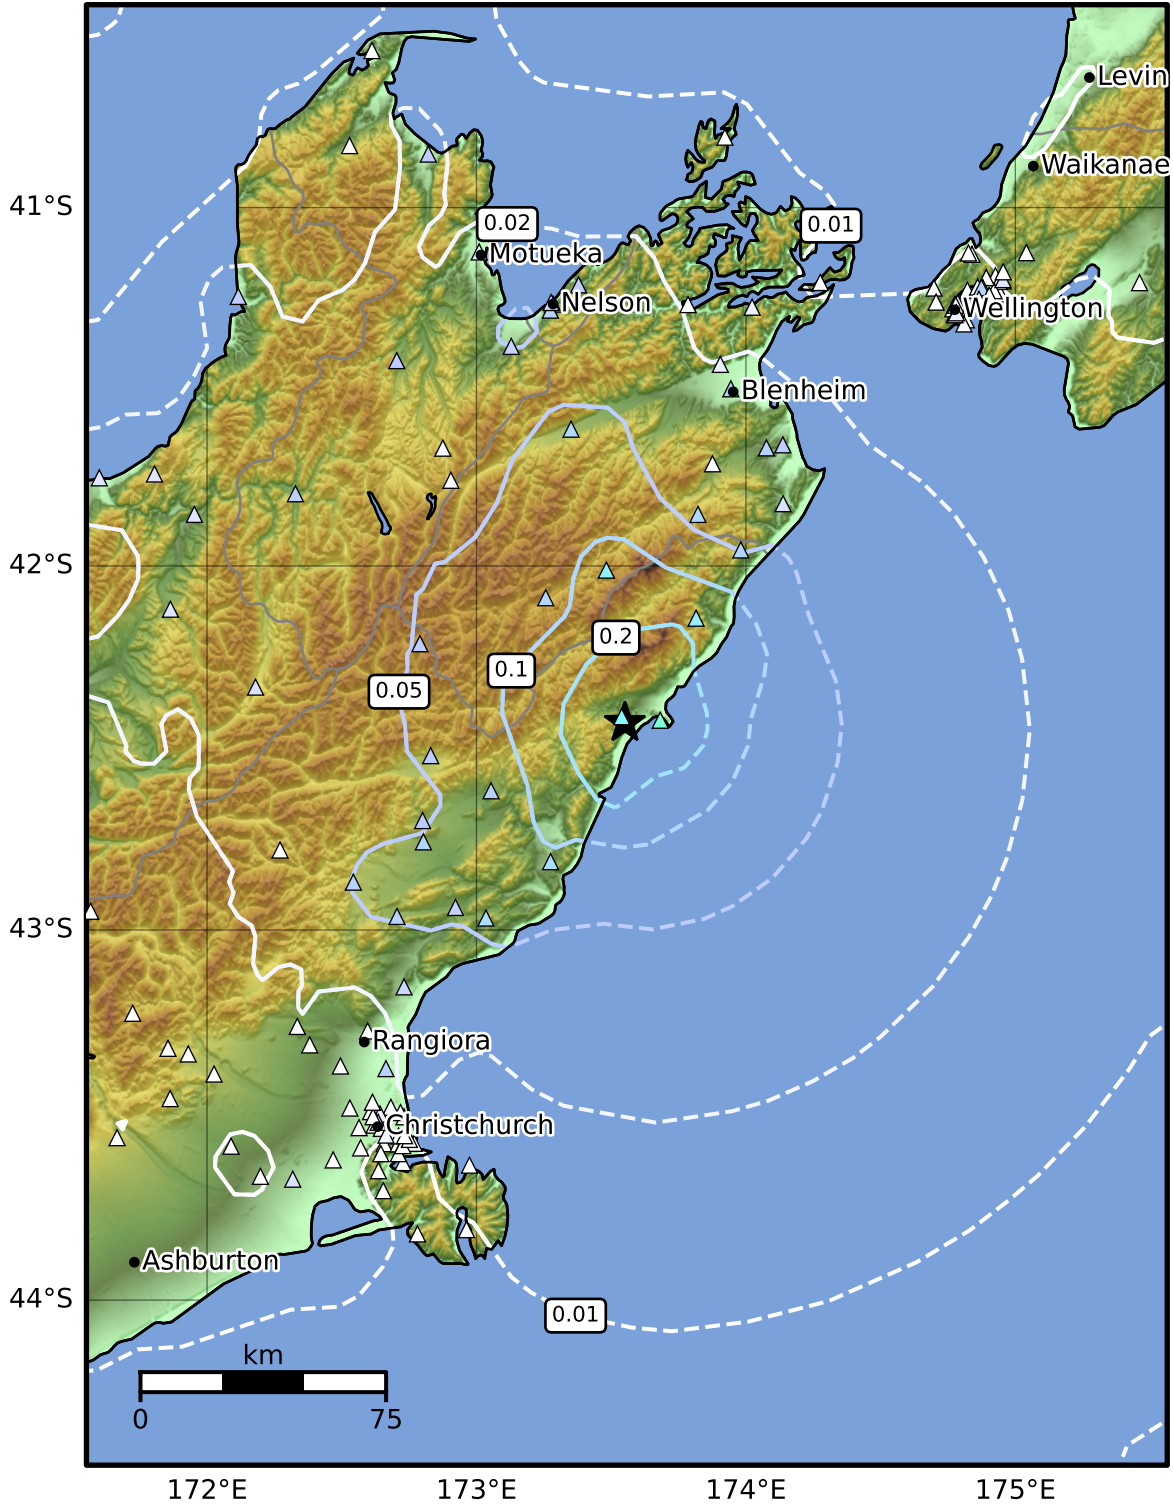 Levin
Waikanae
41°S
0.02
0.01
Motueka
Nelson
Wellington
Blenheim
42°S
0.2
0.1
0.05
43°S
Rangiora
Christchurch
Ashburton
44°S
0.01
km
0 75
172°E 173°E 174°E 175°E